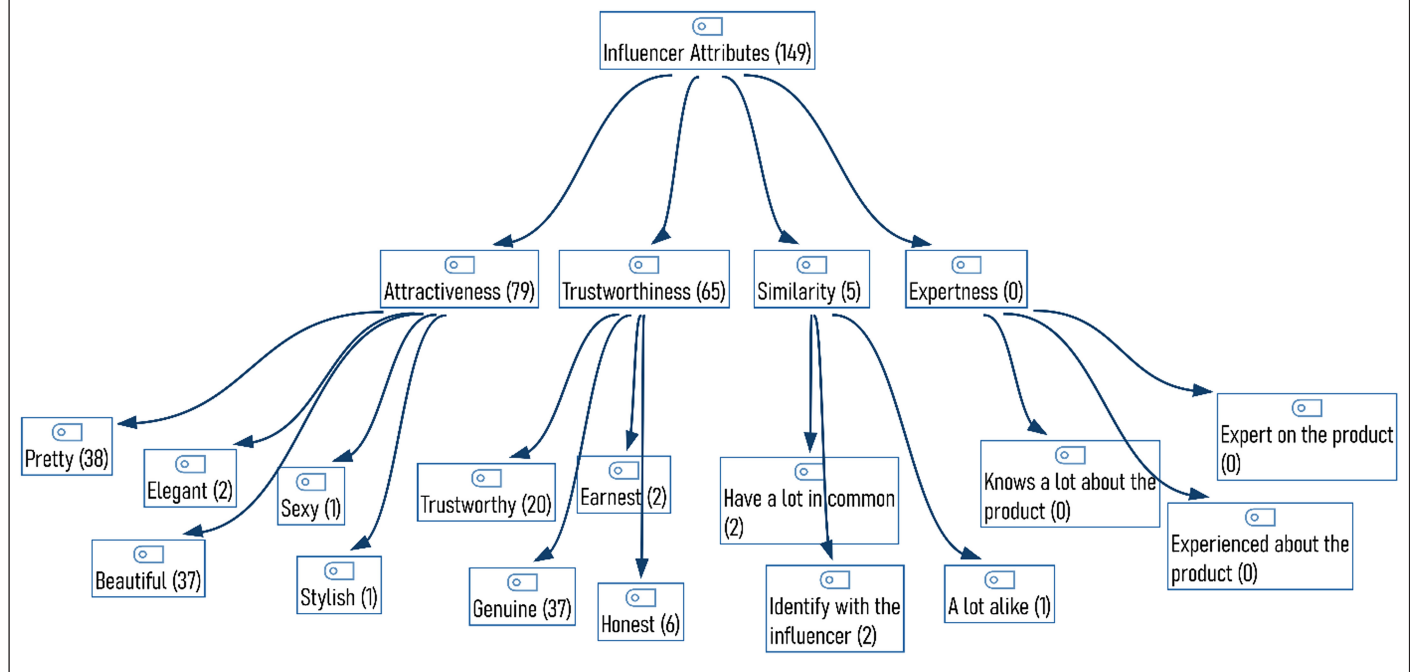 Influencer Attributes (149)
Attractiveness (79)
Trustworthiness (65)
Similarity (5)
Expertness (0)
Pretty (38)
Elegant (2)
Beautiful (37)
Sexy (1)
Stylish (1)
Trustworthy (20)
Genuine (37)
Earnest (2)
Honest (6)
Have a lot in common
(2)
Identify with the
influencer (2)
A lot alike (1)
Knows a lot about the
product (0)
Experienced about the
product (0)
Expert on the product
(0)